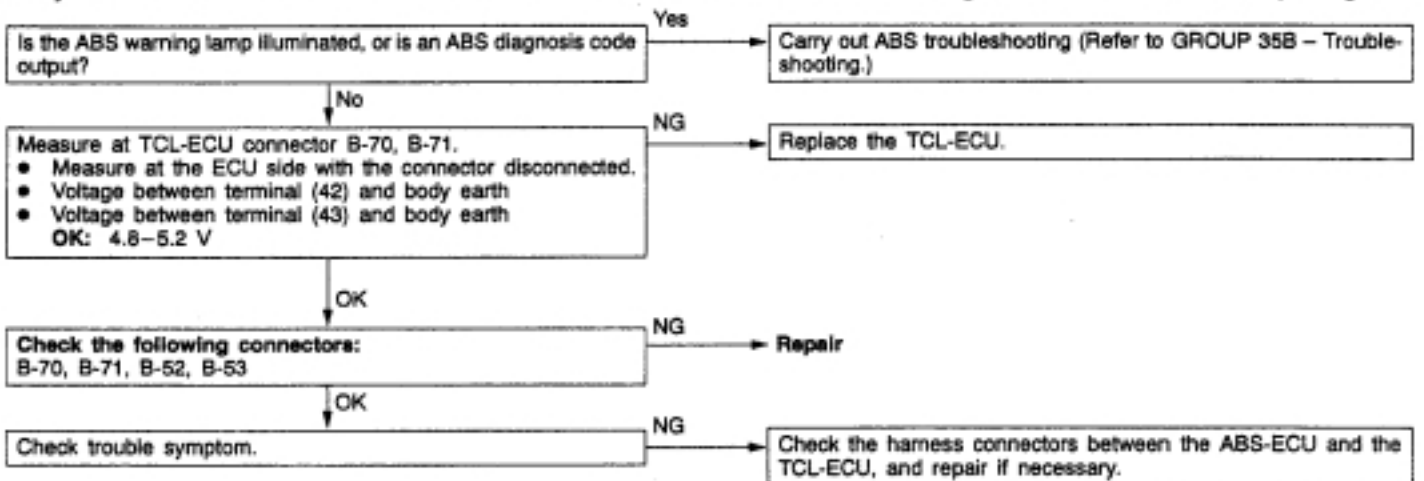 Yes
Is the ABS warning lamp illuminated, or is an ABS diagnosis code
output?
Carry out ABS troubleshooting (Refer to GROUP 35B – Trouble-
shooting.)
No
Measure at TCL-ECU connector B-70, B-71.
● Measure at the ECU side with the connector disconnected.
● Voltage between terminal (42) and body earth
● Voltage between terminal (43) and body earth
OK: 4.8–5.2 V
NG
Replace the TCL-ECU.
OK
Check the following connectors:
B-70, B-71, B-52, B-53
NG
Repair
OK
Check trouble symptom.
NG
Check the harness connectors between the ABS-ECU and the
TCL-ECU, and repair if necessary.